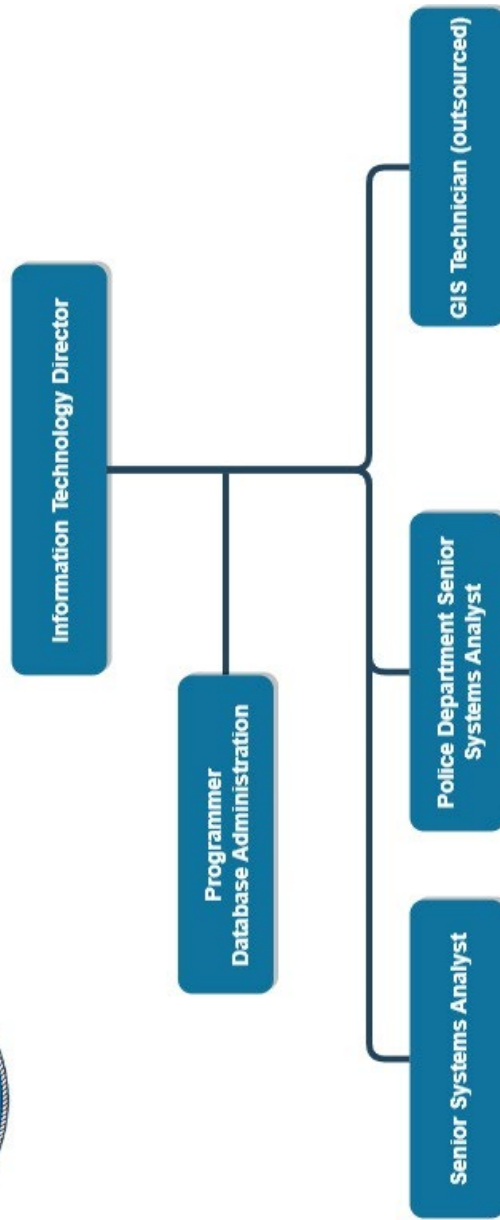 Information Technology Director
Programmer
Database Administration
Senior Systems Analyst
Police Department Senior
Systems Analyst
GIS Technician (outsourced)